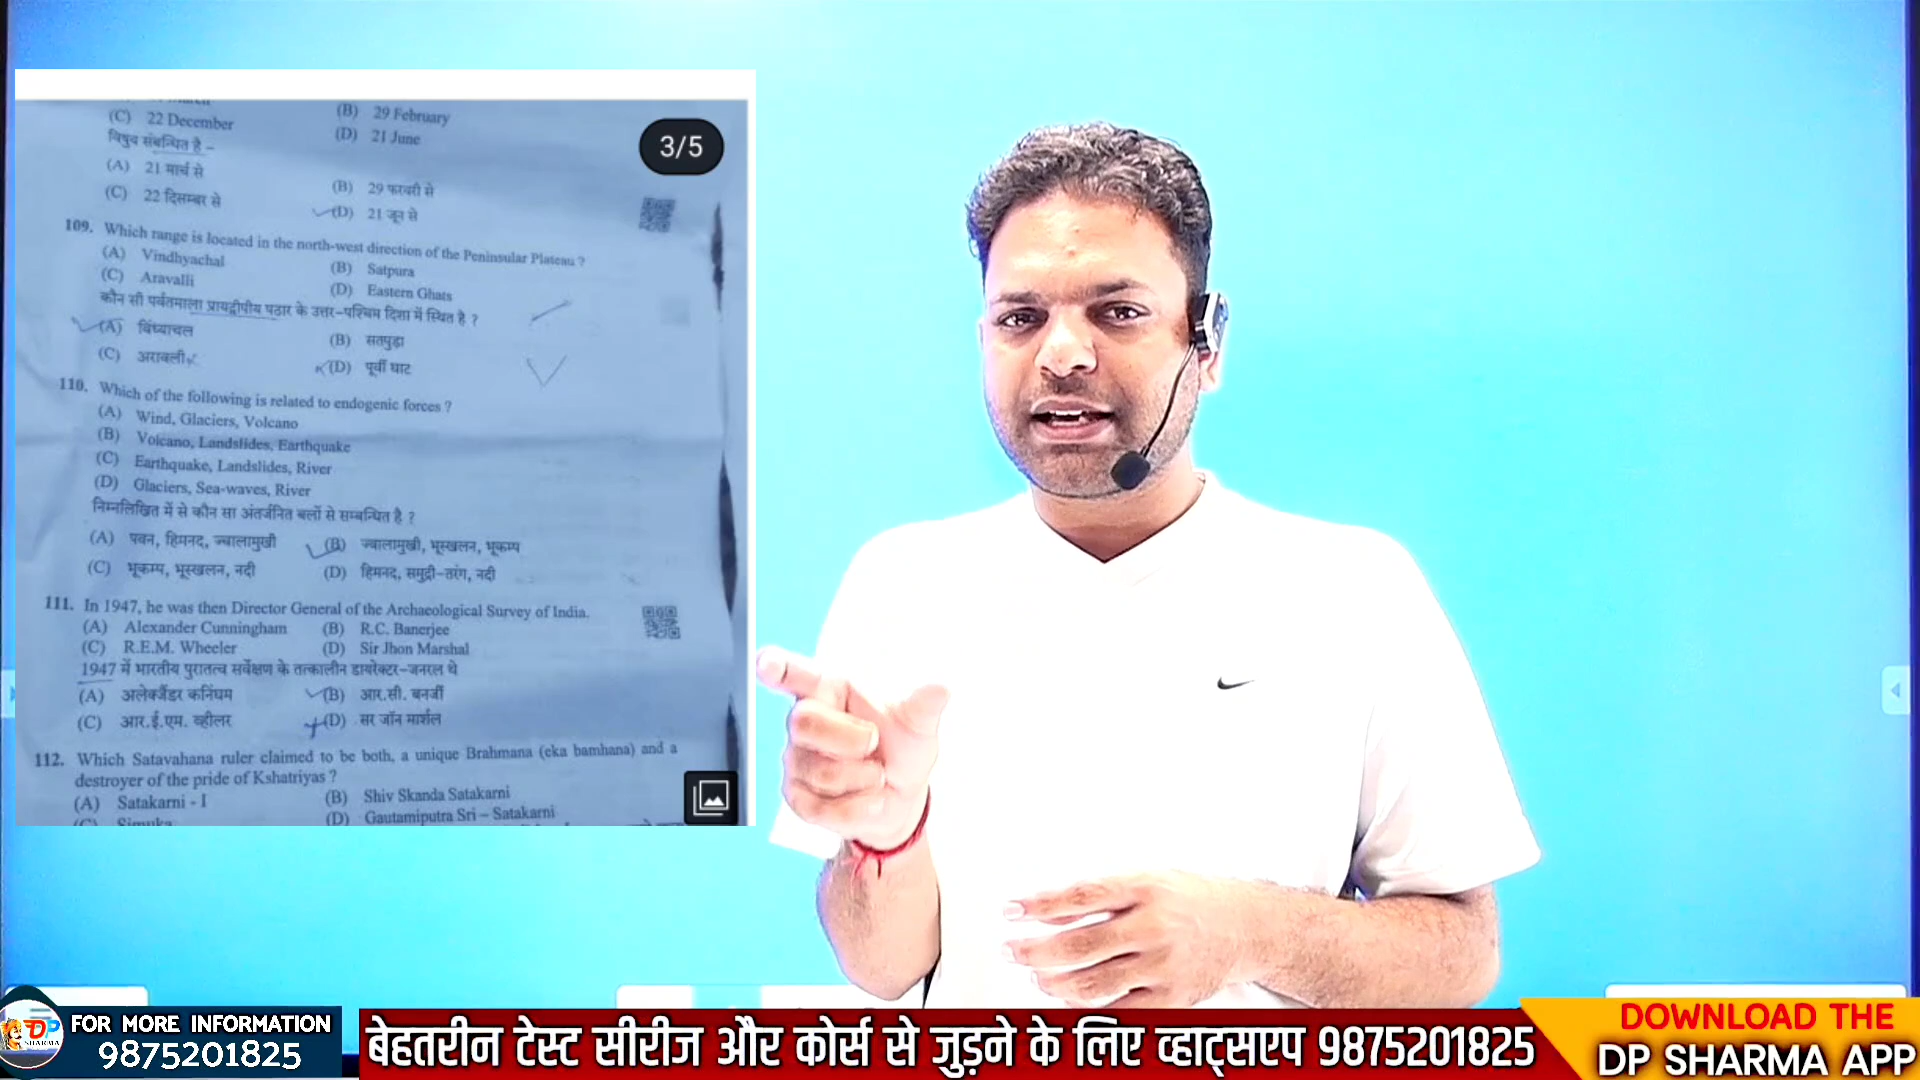 (B) 29 February
(C) 22 December
(D) 21 June
विषुव संबन्धित है –
(A) 21 मार्च से
(B) 29 फरवरी से
(C) 22 दिसम्बर से
(D) 21 जून से
3/5
109. Which range is located in the north-west direction of the Peninsular Plateau ?
(A) Vindhyachal
(B) Satpura
(C) Aravalli
(D) Eastern Ghats
कौन सी पर्वतमाला प्रायद्वीपीय पठार के उत्तर-पश्चिम दिशा में स्थित है ?
(A) विंध्याचल
(B) सतपुड़ा
(C) अरावली
(D) पूर्वी घाट
110. Which of the following is related to endogenic forces ?
(A) Wind, Glaciers, Volcano
(B) Volcano, Landslides, Earthquake
(C) Earthquake, Landslides, River
(D) Glaciers, Sea-waves, River
निम्नलिखित में से कौन सा अंतर्जनित बलों से सम्बन्धित है ?
(A) पवन, हिमनद, ज्वालामुखी
(B) ज्वालामुखी, भूस्खलन, भूकम्प
(C) भूकम्प, भूस्खलन, नदी
(D) हिमनद, समुद्री-तरंग, नदी
111. In 1947, he was then Director General of the Archaeological Survey of India.
(A) Alexander Cunningham (B) R.C. Banerjee
(C) R.E.M. Wheeler (D) Sir Jhon Marshal
1947 में भारतीय पुरातत्व सर्वेक्षण के तत्कालीन डायरेक्टर-जनरल थे
(A) अलेक्जैंडर कनिंघम (B) आर.सी. बनर्जी
(C) आर.ई.एम. व्हीलर (D) सर जॉन मार्शल
112. Which Satavahana ruler claimed to be both, a unique Brahmana (eka bamhana) and a
destroyer of the pride of Kshatriyas ?
(A) Satakarni - I (B) Shiv Skanda Satakarni
(C) Simuka (D) Gautamiputra Sri – Satakarni
DP
SHARMA
FOR MORE INFORMATION
9875201825
बेहतरीन टेस्ट सीरीज और कोर्स से जुड़ने के लिए व्हाट्सएप 9875201825
DOWNLOAD THE
DP SHARMA APP